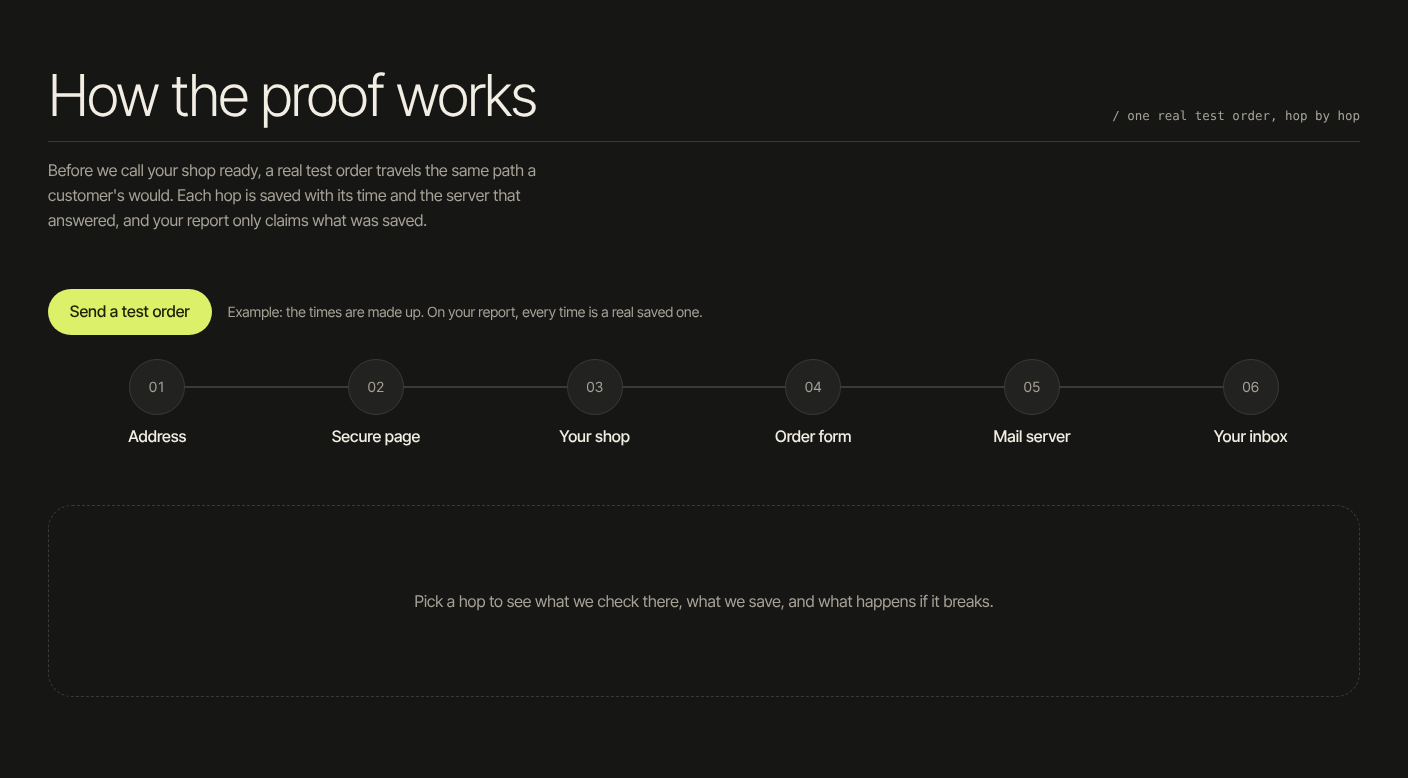 How the proof works
/ one real test order, hop by hop
Before we call your shop ready, a real test order travels the same path a
customer's would. Each hop is saved with its time and the server that
answered, and your report only claims what was saved.
Send a test order
Example: the times are made up. On your report, every time is a real saved one.
01
02
03
04
05
06
Address
Secure page
Your shop
Order form
Mail server
Your inbox
Pick a hop to see what we check there, what we save, and what happens if it breaks.